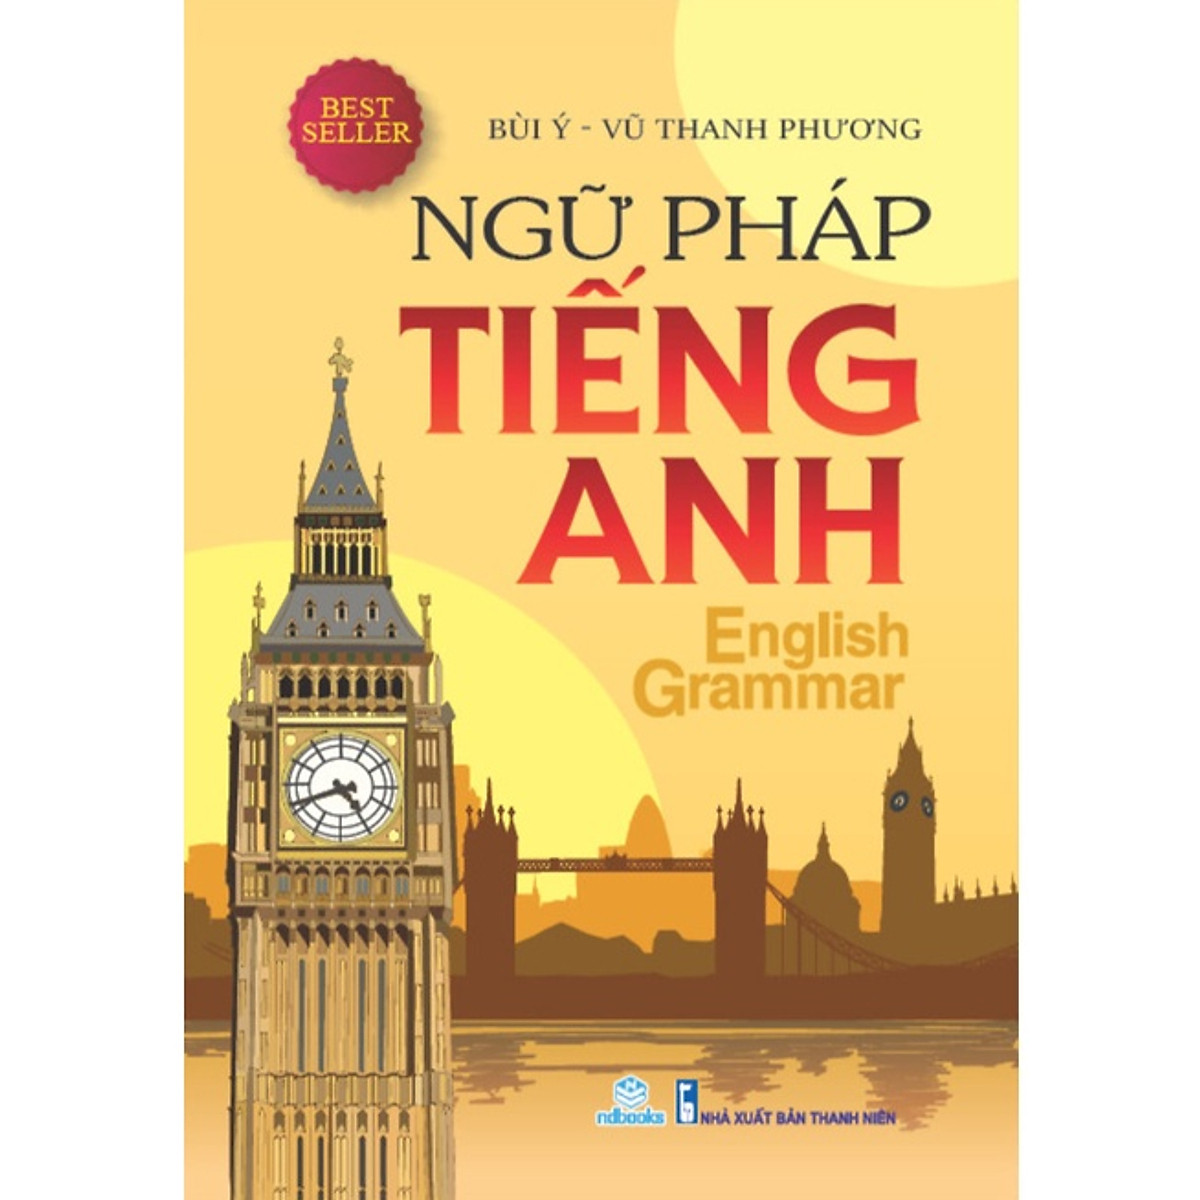 BEST
SELLER
BÙI Ý - VŨ THANH PHƯƠNG
NGỮ PHÁP
TIẾNG
ANH
English
Grammar
ndbooks
NHÀ XUẤT BẢN THANH NIÊN